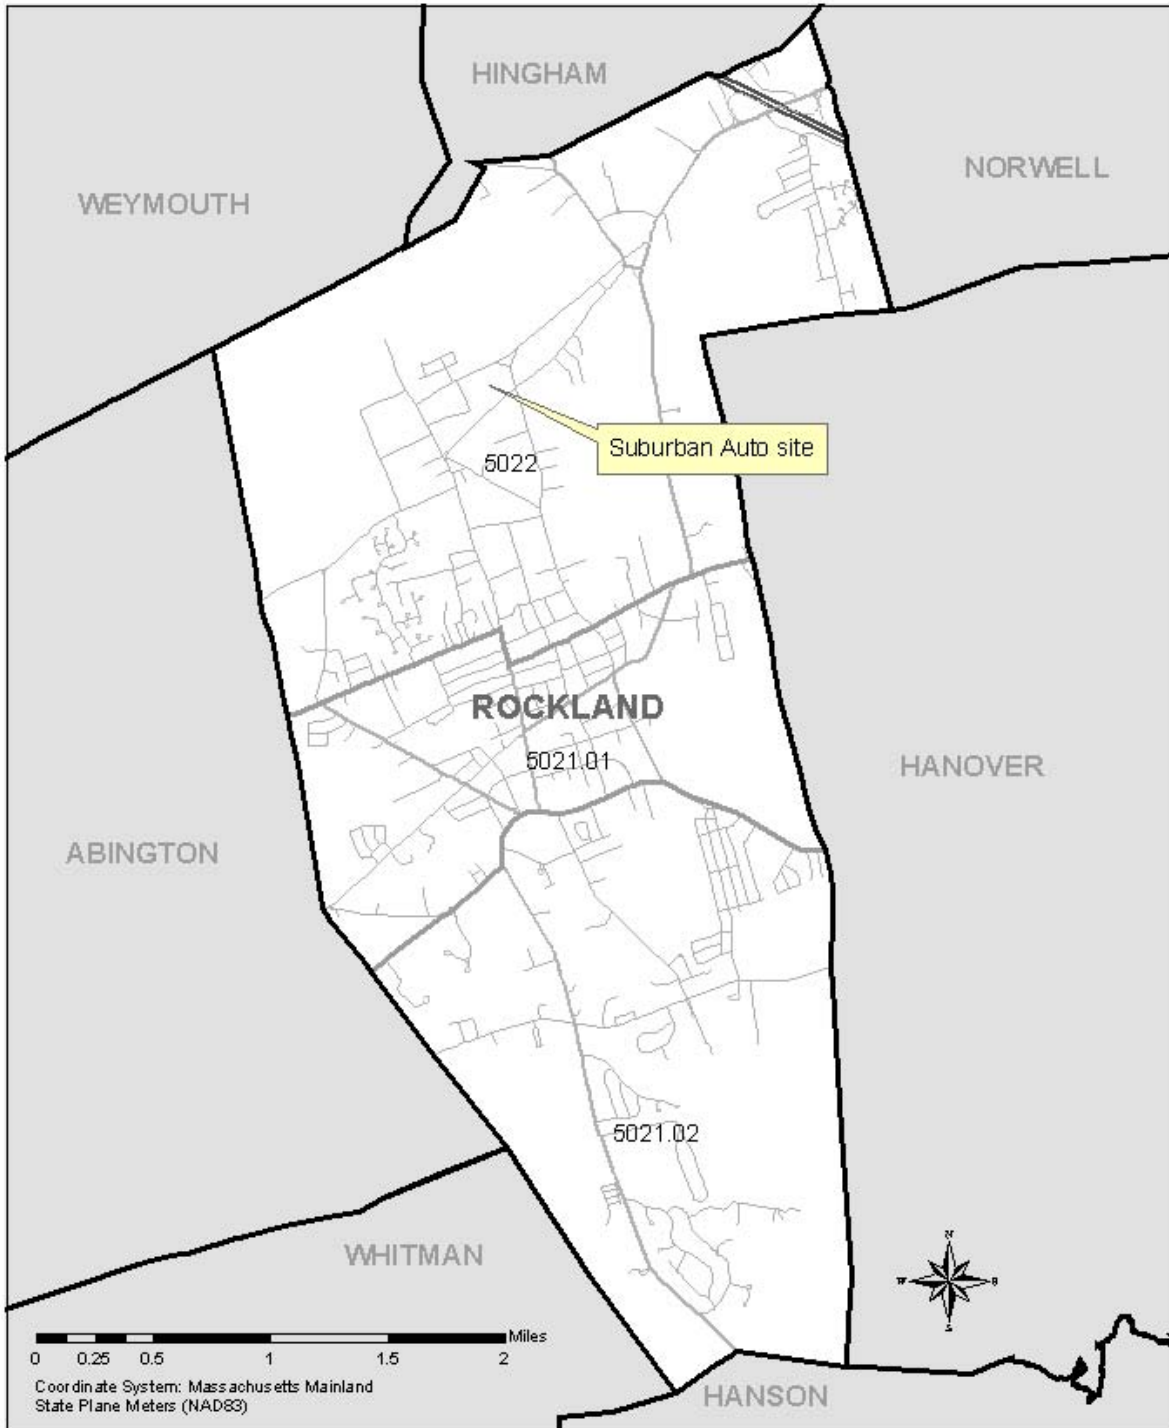 HINGHAM
NORWELL
WEYMOUTH
Suburban Auto site
5022
ROCKLAND
5021.01
HANOVER
ABINGTON
5021.02
WHITMAN
N
W
S
Miles
0 0.25 0.5 1 1.5 2
Coordinate System: Massachusetts Mainland
State Plane Meters (NAD83)
HANSON